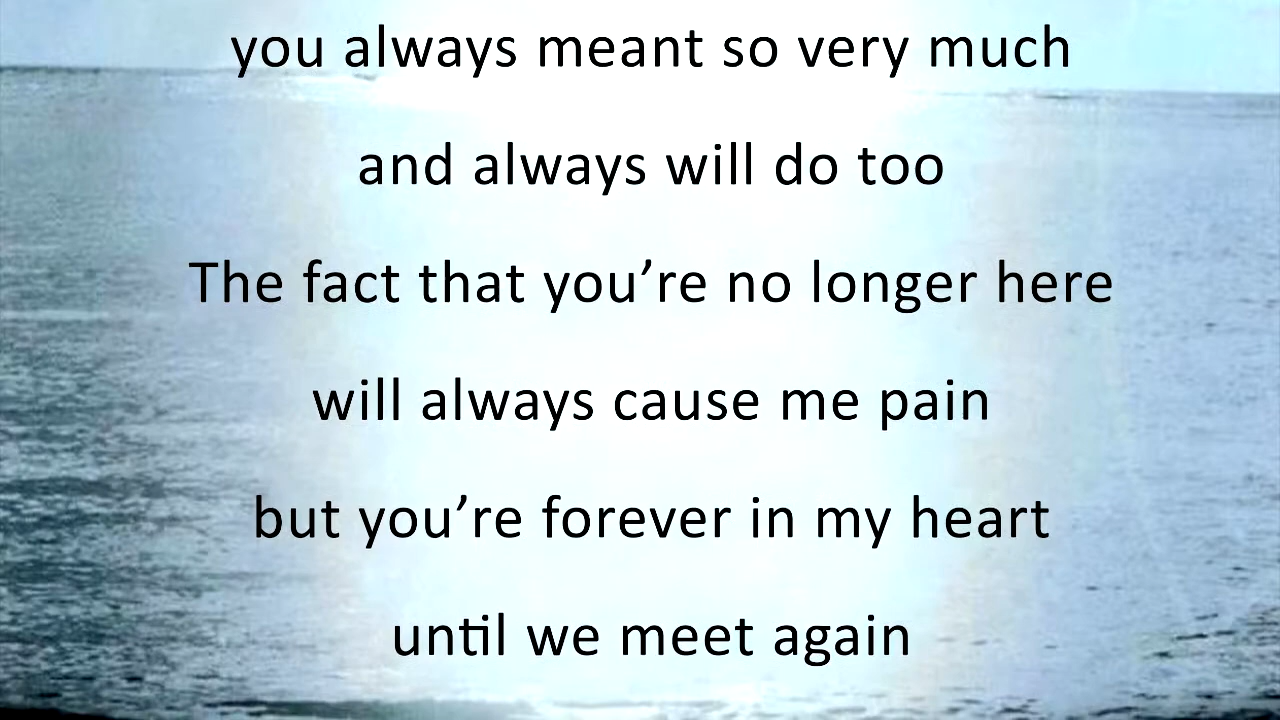 you always meant so very much
and always will do too
The fact that you’re no longer here
will always cause me pain
but you’re forever in my heart
until we meet again